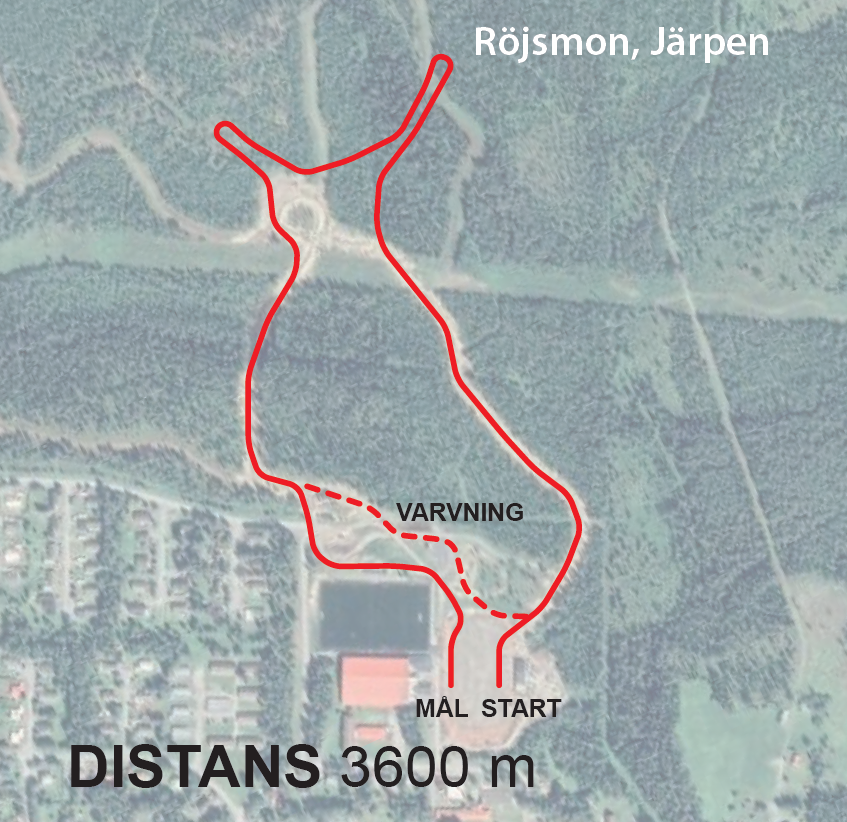 Röjsmon, Järpen
VARVNING
MÅL START
DISTANS 3600 m